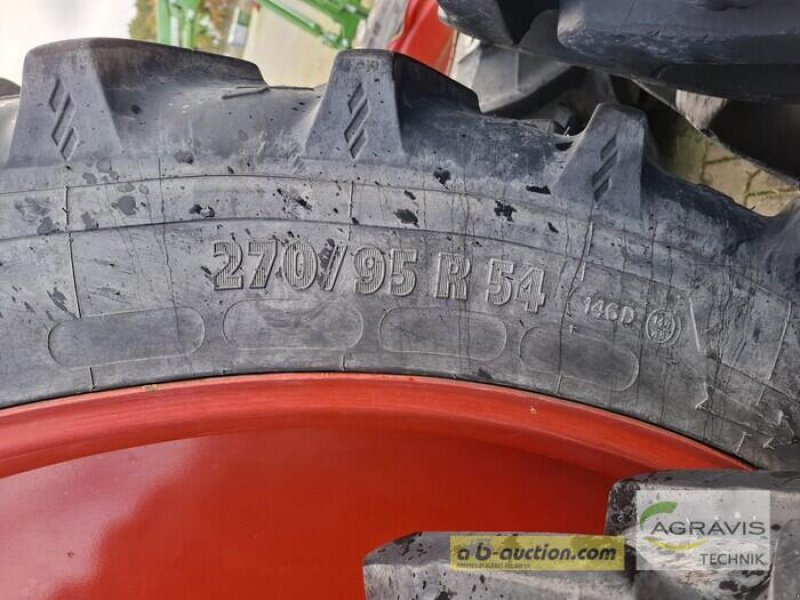 270/95 R 54
146D
AGRAVIS
TECHNIK
ab-auction.com